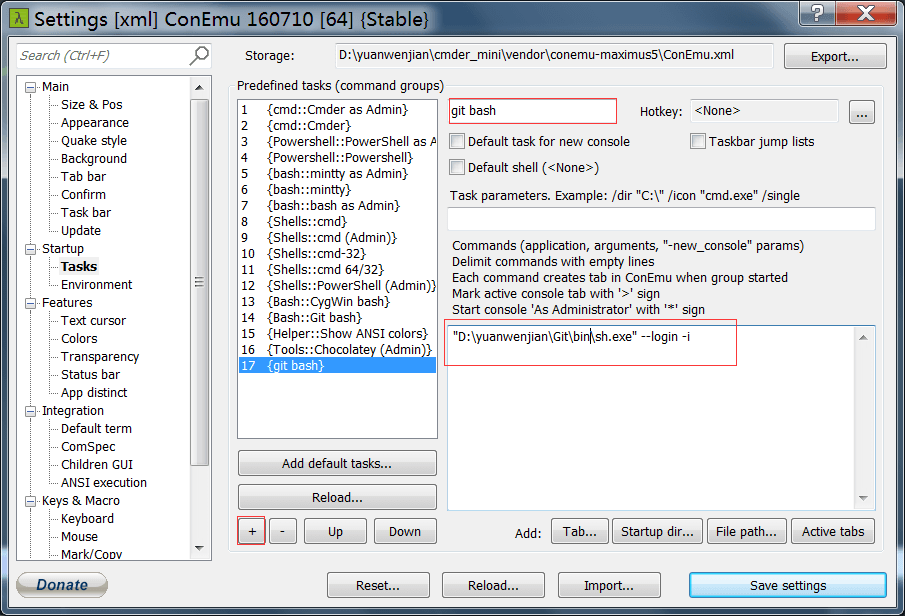 Settings [xml] ConEmu 160710 [64] {Stable}
Search (Ctrl+F)
Main
Size & Pos
Appearance
Quake style
Background
Tab bar
Confirm
Task bar
Update
Startup
Tasks
Environment
Features
Text cursor
Colors
Transparency
Status bar
App distinct
Integration
Default term
ComSpec
Children GUI
ANSI execution
Keys & Macro
Keyboard
Mouse
Mark/Copy
Donate
Storage:
D:\yuanwenjian\cmder_mini\vendor\conemu-maximus5\ConEmu.xml
Export...
Predefined tasks (command groups)
1 {cmd::Cmder as Admin}
2 {cmd::Cmder}
3 {Powershell::PowerShell as A
4 {Powershell::Powershell}
5 {bash::mintty as Admin}
6 {bash::mintty}
7 {bash::bash as Admin}
8 {Shells::cmd}
9 {Shells::cmd (Admin)}
10 {Shells::cmd-32}
11 {Shells::cmd 64/32}
12 {Shells::PowerShell (Admin)}
13 {Bash::CygWin bash}
14 {Bash::Git bash}
15 {Helper::Show ANSI colors}
16 {Tools::Chocolatey (Admin)}
17 {git bash}
Add default tasks...
Reload...
+
-
Up
Down
git bash
Hotkey:
<None>
...
Default task for new console
Taskbar jump lists
Default shell (<None>)
Task parameters. Example: /dir "C:\" /icon "cmd.exe" /single
Commands (application, arguments, "-new_console" params)
Delimit commands with empty lines
Each command creates tab in ConEmu when group started
Mark active console tab with '>' sign
Start console 'As Administrator' with '*' sign
"D:\yuanwenjian\Git\bin\sh.exe" --login -i
Add:
Tab...
Startup dir...
File path...
Active tabs
Reset...
Reload...
Import...
Save settings